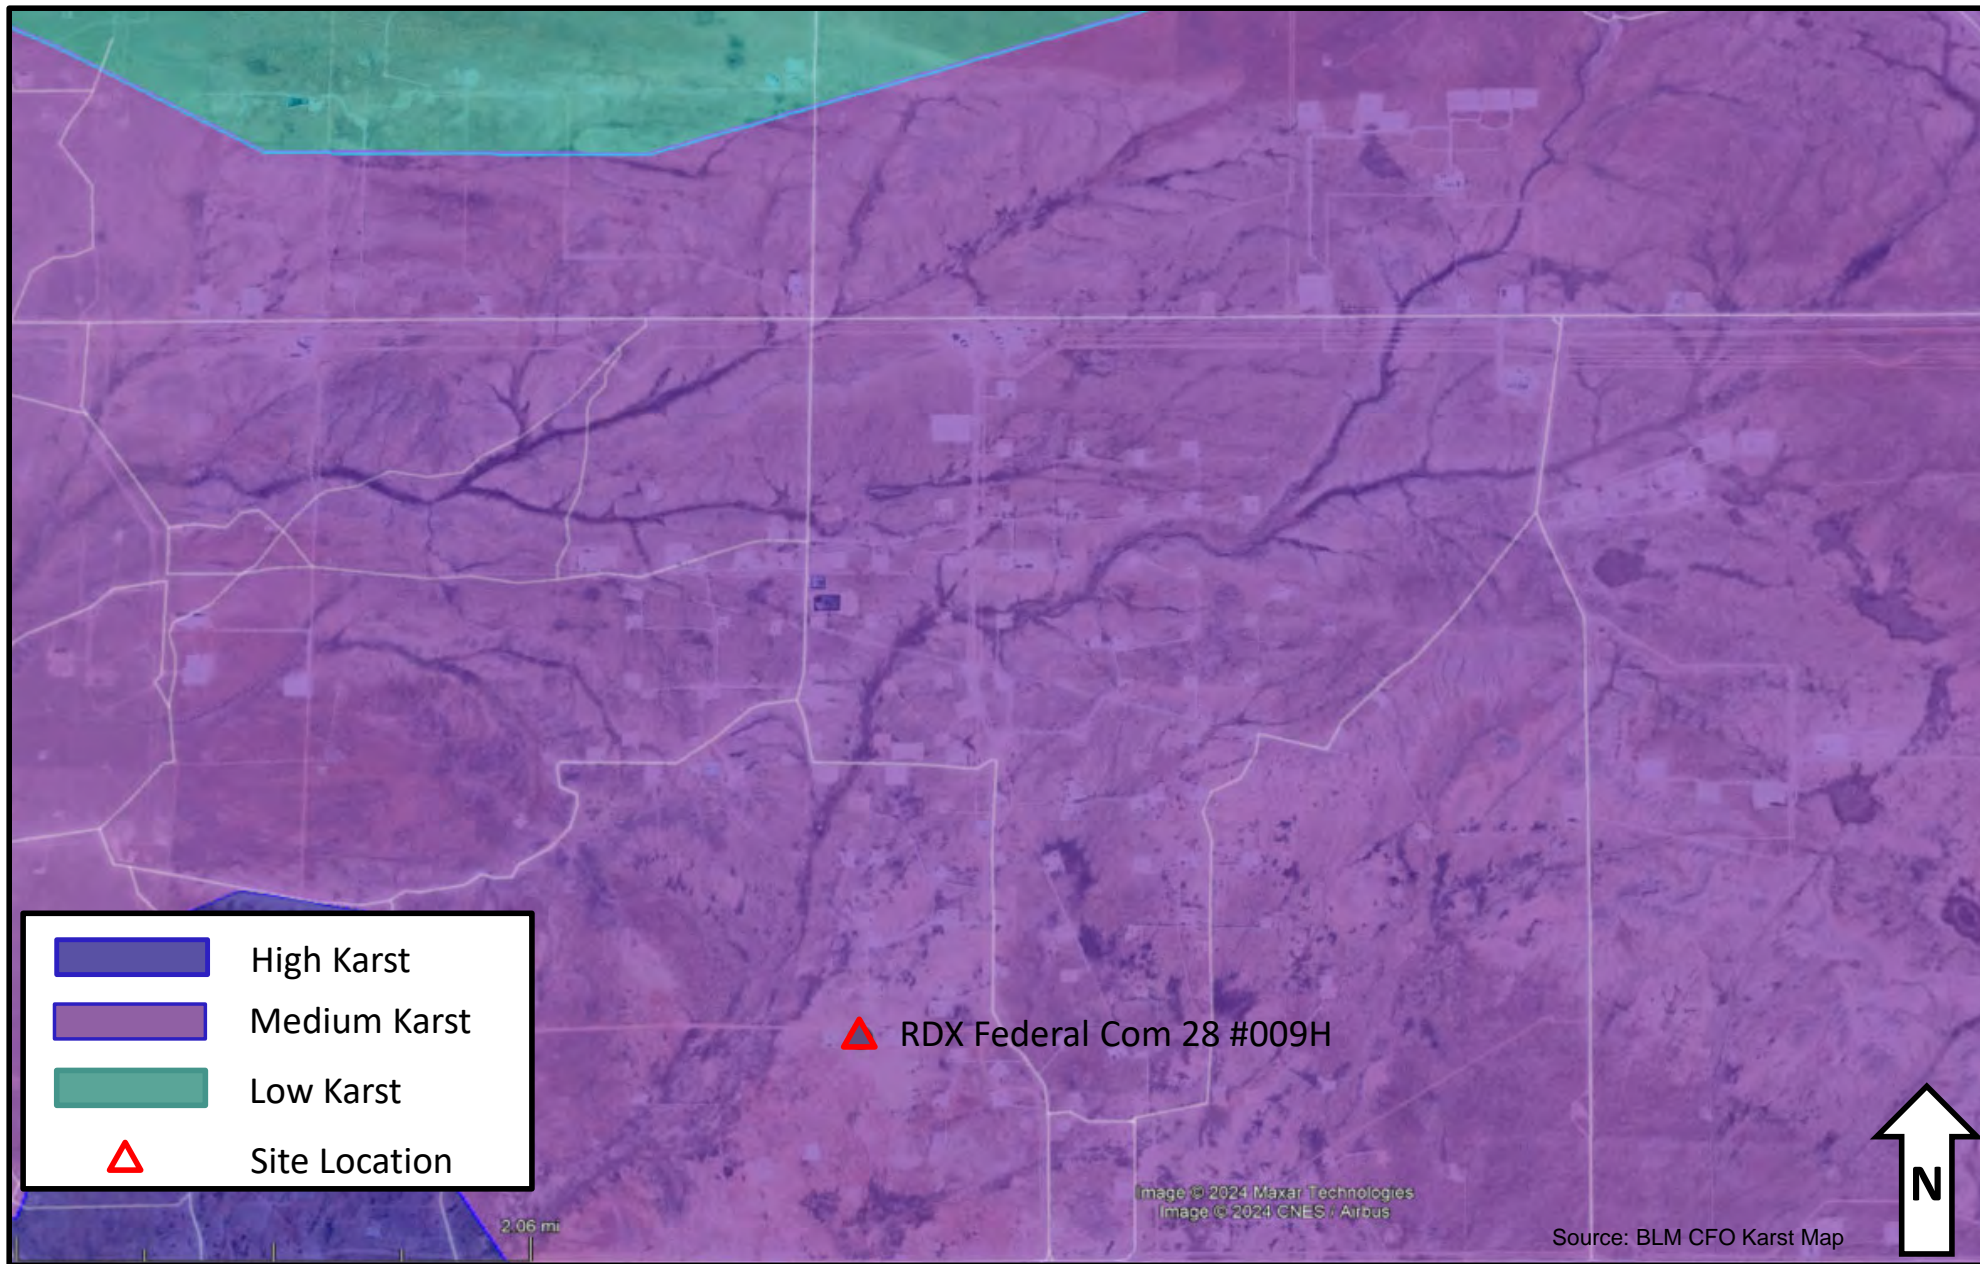 High Karst
Medium Karst
Low Karst
Site Location
RDX Federal Com 28 #009H
2.06 mi
Image © 2024 Maxar Technologies
Image © 2024 CNES / Airbus
Source: BLM CFO Karst Map
N